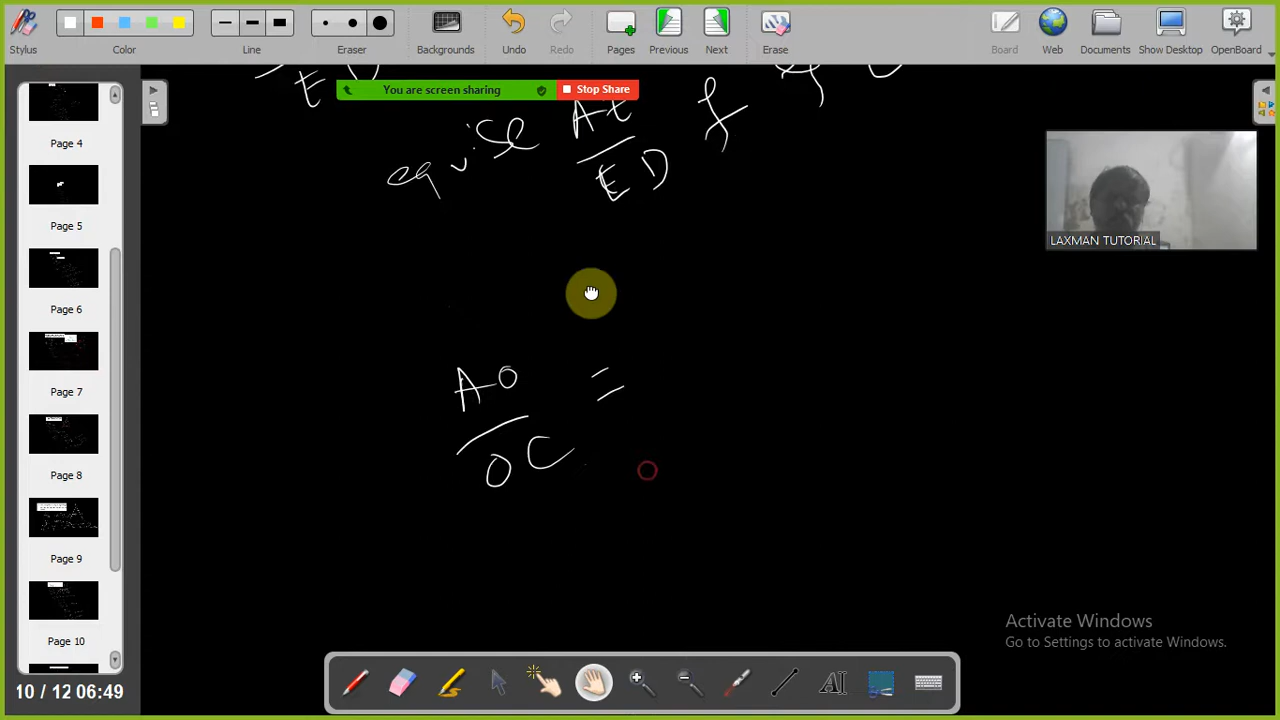 Stylus
Color
Line
Eraser
Backgrounds
Undo
Redo
Pages
Previous
Next
Erase
Board
Web
Documents
Show Desktop
OpenBoard
You are screen sharing
Stop Share
Page 4
Page 5
Page 6
Page 7
Page 8
Page 9
Page 10
10 / 12 06:49
E D
AE
ED
AO =
OC
LAXMAN TUTORIAL
Activate Windows
Go to Settings to activate Windows.